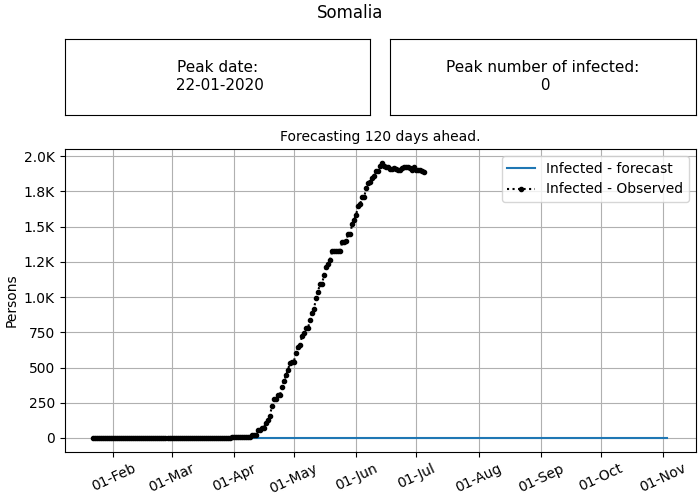 Somalia
Peak date:
22-01-2020
Peak number of infected:
0
Forecasting 120 days ahead.
Infected - forecast
Infected - Observed
Persons
2.0K
1.8K
1.5K
1.2K
1.0K
750
500
250
0
01-Feb
01-Mar
01-Apr
01-May
01-Jun
01-Jul
01-Aug
01-Sep
01-Oct
01-Nov